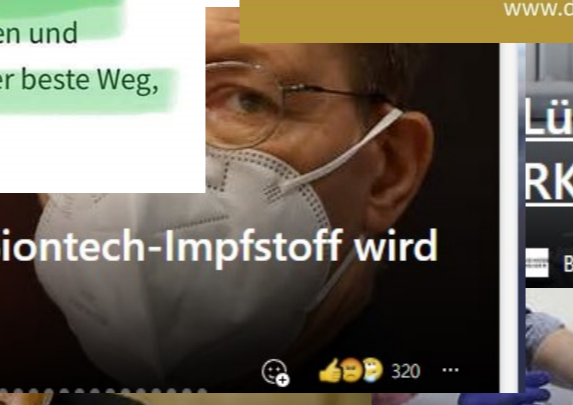 www.d
en und
er beste Weg,
Lü
RK
iontech-Impfstoff wird
B
320